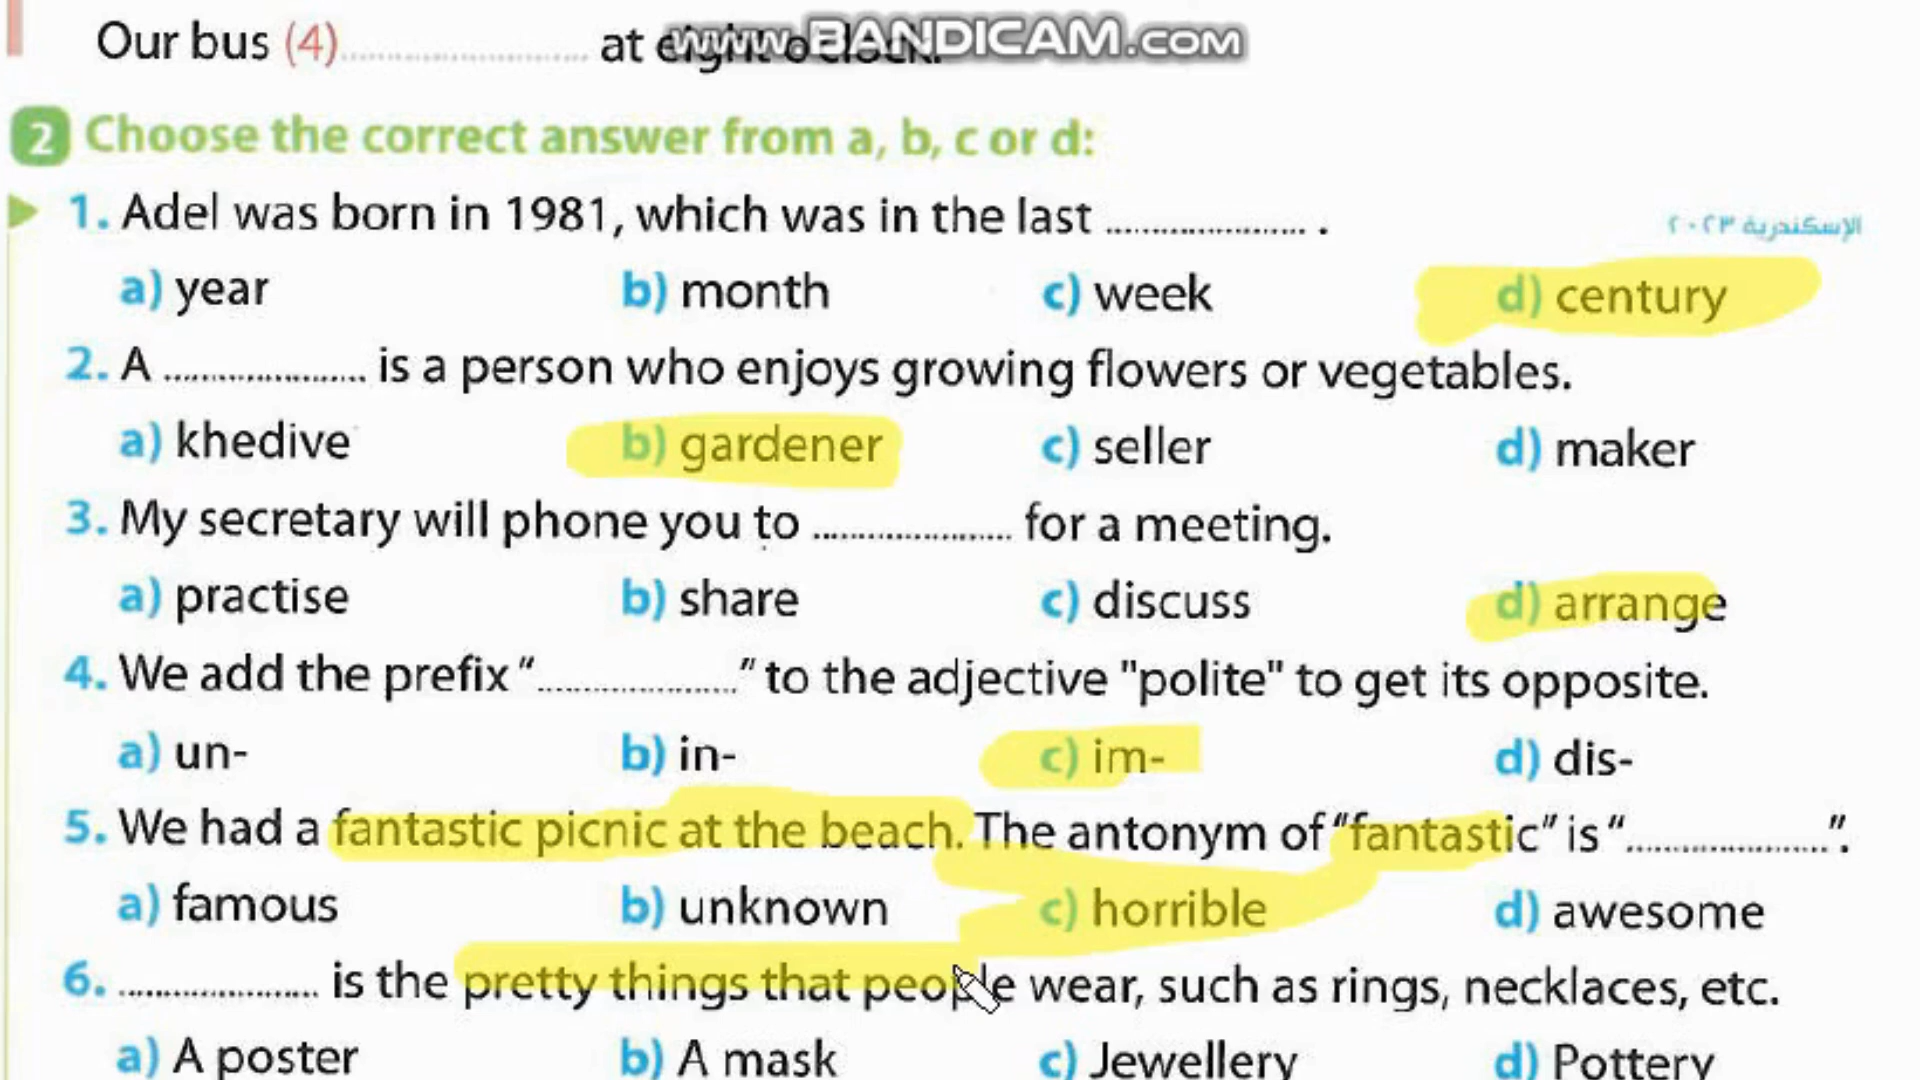 www.BANDICAM.com
Our bus (4)........................ at eight o'clock.
2 Choose the correct answer from a, b, c or d:
1. Adel was born in 1981, which was in the last ...................... .
الإسكندرية ٢٠٢٣
a) year b) month c) week d) century
2. A ...................... is a person who enjoys growing flowers or vegetables.
a) khedive b) gardener c) seller d) maker
3. My secretary will phone you to ...................... for a meeting.
a) practise b) share c) discuss d) arrange
4. We add the prefix "......................" to the adjective "polite" to get its opposite.
a) un- b) in- c) im- d) dis-
5. We had a fantastic picnic at the beach. The antonym of "fantastic" is "......................".
a) famous b) unknown c) horrible d) awesome
6. ...................... is the pretty things that people wear, such as rings, necklaces, etc.
a) A poster b) A mask c) Jewellery d) Pottery